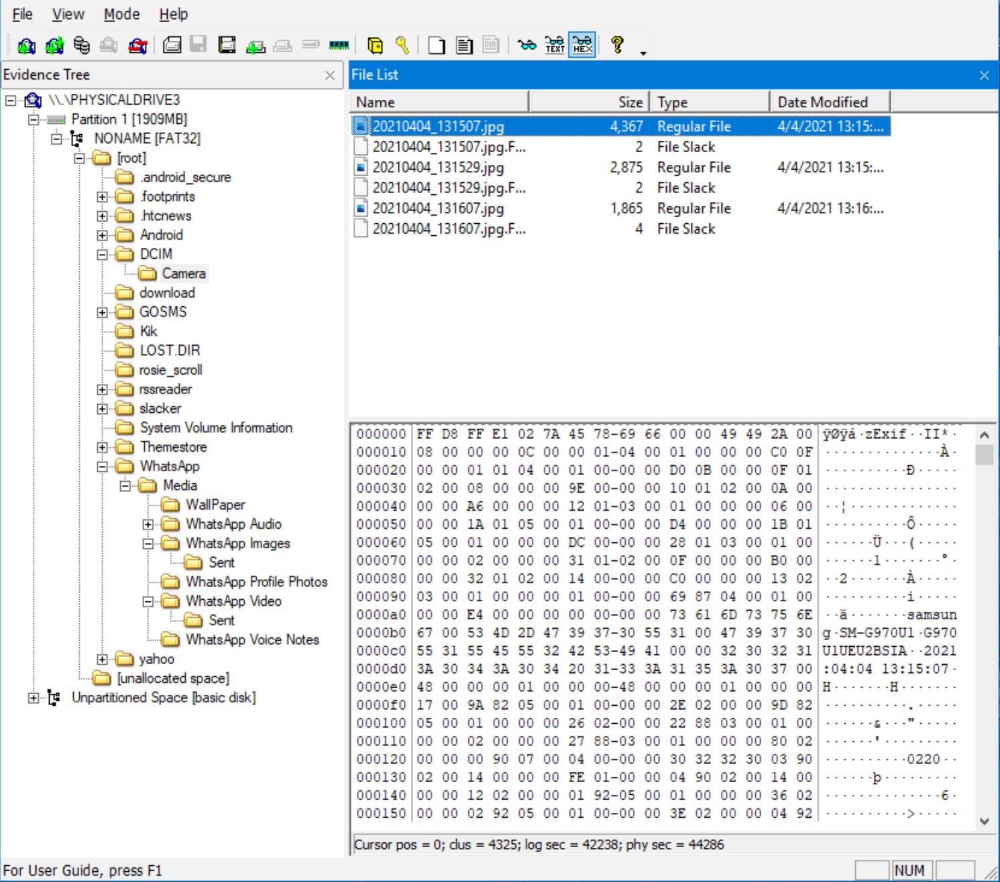 File View Mode Help
TEXT HEX DIR
Evidence Tree
\\.\PHYSICALDRIVE3
Partition 1 [1909MB]
NONAME [FAT32]
[root]
.android_secure
.footprints
.htcnews
Android
DCIM
Camera
download
GOSMS
Kik
LOST.DIR
rosie_scroll
rssreader
slacker
System Volume Information
Themestore
WhatsApp
Media
WallPaper
WhatsApp Audio
WhatsApp Images
Sent
WhatsApp Profile Photos
WhatsApp Video
Sent
WhatsApp Voice Notes
yahoo
[unallocated space]
Unpartitioned Space [basic disk]
File List
Name Size Type Date Modified
20210404_131507.jpg 4,367 Regular File 4/4/2021 13:15:...
20210404_131507.jpg.F... 2 File Slack
20210404_131529.jpg 2,875 Regular File 4/4/2021 13:15:...
20210404_131529.jpg.F... 2 File Slack
20210404_131607.jpg 1,865 Regular File 4/4/2021 13:16:...
20210404_131607.jpg.F... 4 File Slack
000000 FF D8 FF E1 02 7A 45 78-69 66 00 00 49 49 2A 00 ÿØÿá·zExif··II*·
000010 08 00 00 00 0C 00 00 01-04 00 01 00 00 00 C0 0F ··············À·
000020 00 00 01 01 04 00 01 00-00 00 D0 0B 00 00 0F 01 ··········Ð·····
000030 02 00 08 00 00 00 9E 00-00 00 10 01 02 00 0A 00 ················
000040 00 00 A6 00 00 00 12 01-03 00 01 00 00 00 06 00 ··¦·············
000050 00 00 1A 01 05 00 01 00-00 00 D4 00 00 00 1B 01 ··········Ô·····
000060 05 00 01 00 00 00 DC 00-00 00 28 01 03 00 01 00 ······Ü···(·····
000070 00 00 02 00 00 00 31 01-02 00 0F 00 00 00 B0 00 ······1·······°·
000080 00 00 32 01 02 00 14 00-00 00 C0 00 00 00 13 02 ··2·······À·····
000090 03 00 01 00 00 00 01 00-00 00 69 87 04 00 01 00 ··········i·····
0000a0 00 00 E4 00 00 00 00 00-00 00 73 61 6D 73 75 6E ··ä·······samsun
0000b0 67 00 53 4D 2D 47 39 37-30 55 31 00 47 39 37 30 g·SM-G970U1·G970
0000c0 55 31 55 45 55 32 42 53-49 41 00 00 32 30 32 31 U1UEU2BSIA··2021
0000d0 3A 30 34 3A 30 34 20 31-33 3A 31 35 3A 30 37 00 :04:04 13:15:07·
0000e0 48 00 00 00 01 00 00 00-48 00 00 00 01 00 00 00 H·······H·······
0000f0 17 00 9A 82 05 00 01 00-00 00 2E 02 00 00 9D 82 ··········.·····
000100 05 00 01 00 00 00 26 02-00 00 22 88 03 00 01 00 ······&···"·····
000110 00 00 02 00 00 00 27 88-03 00 01 00 00 00 80 02 ······'·········
000120 00 00 00 90 07 00 04 00-00 00 30 32 32 30 03 90 ··········0220··
000130 02 00 14 00 00 00 FE 01-00 00 04 90 02 00 14 00 ······þ·········
000140 00 00 12 02 00 00 01 92-05 00 01 00 00 00 36 02 ··············6·
000150 00 00 02 92 05 00 01 00-00 00 3E 02 00 00 04 92 ··········>·····
Cursor pos = 0; clus = 4325; log sec = 42238; phy sec = 44286
For User Guide, press F1
NUM